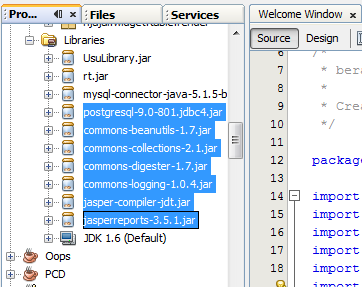 Pro...
Files
Services
Libraries
UsuLibrary.jar
rt.jar
mysql-connector-java-5.1.5-b
postgresql-9.0-801.jdbc4.jar
commons-beanutils-1.7.jar
commons-collections-2.1.jar
commons-digester-1.7.jar
commons-logging-1.0.4.jar
jasper-compiler-jdt.jar
jasperreports-3.5.1.jar
JDK 1.6 (Default)
Oops
PCD
Welcome Window
Source
Design
6 /*
7 * bera
8 *
9 * Crea
10 */
11
12 package
13
14 import
15 import
16 import
17 import
18 import
import